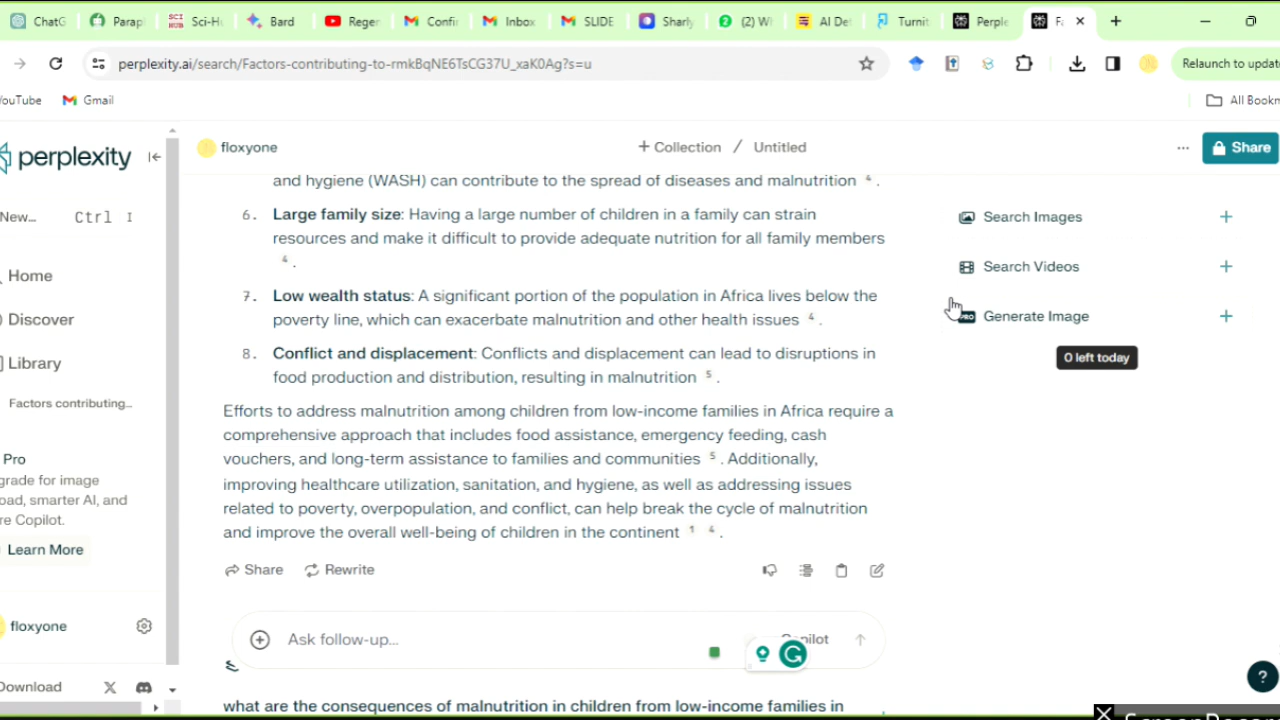 ChatG
Parap
SCI HUB
Sci-H
Bard
Reger
Confi
Inbox
SLIDE
Sharly
(2) W
AI De
Turnit
Perple
Fa
perplexity.ai/search/Factors-contributing-to-rmkBqNE6TsCG37U_xaK0Ag?s=u
Relaunch to update
YouTube
Gmail
All Bookn
perplexity
floxyone
+ Collection / Untitled
Share
New... Ctrl I
Home
Discover
Library
Factors contributing...
Pro
grade for image
oad, smarter AI, and
re Copilot.
Learn More
floxyone
Download
and hygiene (WASH) can contribute to the spread of diseases and malnutrition 4 .
6. Large family size: Having a large number of children in a family can strain
resources and make it difficult to provide adequate nutrition for all family members
4 .
7. Low wealth status: A significant portion of the population in Africa lives below the
poverty line, which can exacerbate malnutrition and other health issues 4 .
8. Conflict and displacement: Conflicts and displacement can lead to disruptions in
food production and distribution, resulting in malnutrition 5 .
Efforts to address malnutrition among children from low-income families in Africa require a
comprehensive approach that includes food assistance, emergency feeding, cash
vouchers, and long-term assistance to families and communities 5 . Additionally,
improving healthcare utilization, sanitation, and hygiene, as well as addressing issues
related to poverty, overpopulation, and conflict, can help break the cycle of malnutrition
and improve the overall well-being of children in the continent 1 4 .
Share
Rewrite
Ask follow-up...
opilot
what are the consequences of malnutrition in children from low-income families in
Search Images
Search Videos
PRO
Generate Image
0 left today
?